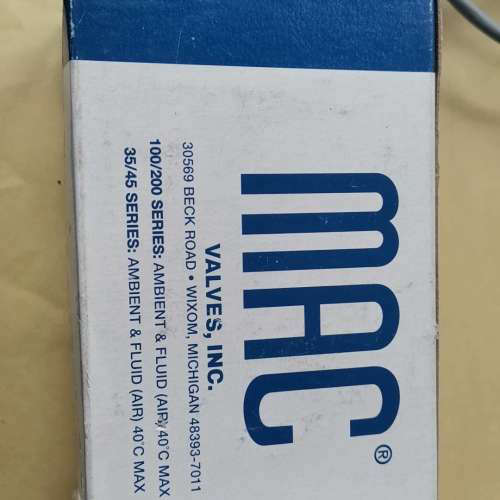 MAC®
VALVES, INC.
30569 BECK ROAD • WIXOM, MICHIGAN 48393-7011
100/200 SERIES: AMBIENT & FLUID (AIR) 40°C MAX
35/45 SERIES: AMBIENT & FLUID (AIR) 40°C MAX